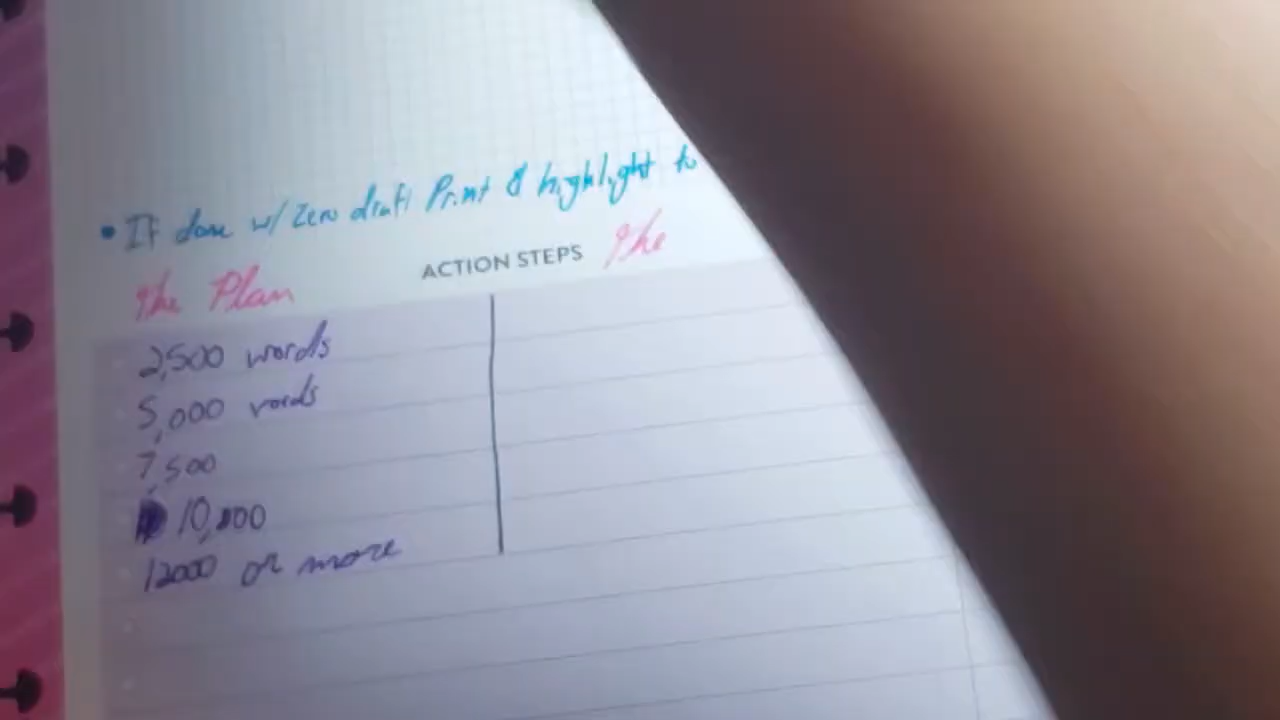 • If done w/ Zero draft Print & highlight to
ACTION STEPS
The Plan
The
2,500 words
5,000 words
7,500
10,000
12000 or more